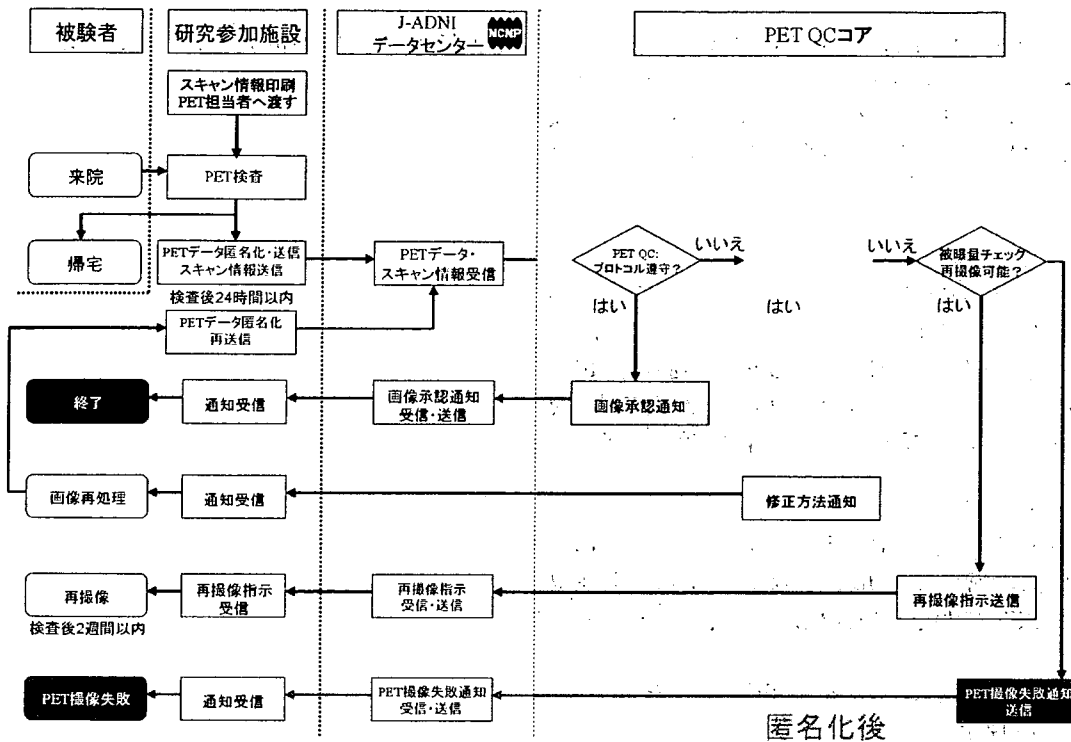 被験者
研究参加施設
J-ADNI
データセンター
NCNP
PET QCコア
スキャン情報印刷
PET担当者へ渡す
来院
PET検査
帰宅
PETデータ匿名化・送信
スキャン情報送信
検査後24時間以内
PETデータ・
スキャン情報受信
PET QC:
プロトコル遵守?
いいえ
はい
はい
いいえ
被曝量チェック
再撮像可能?
はい
PETデータ匿名化
再送信
終了
通知受信
画像承認通知
受信・送信
画像承認通知
画像再処理
通知受信
修正方法通知
再撮像
検査後2週間以内
再撮像指示
受信
再撮像指示
受信・送信
再撮像指示送信
PET撮像失敗
通知受信
PET撮像失敗通知
受信・送信
PET撮像失敗通知
送信
匿名化後